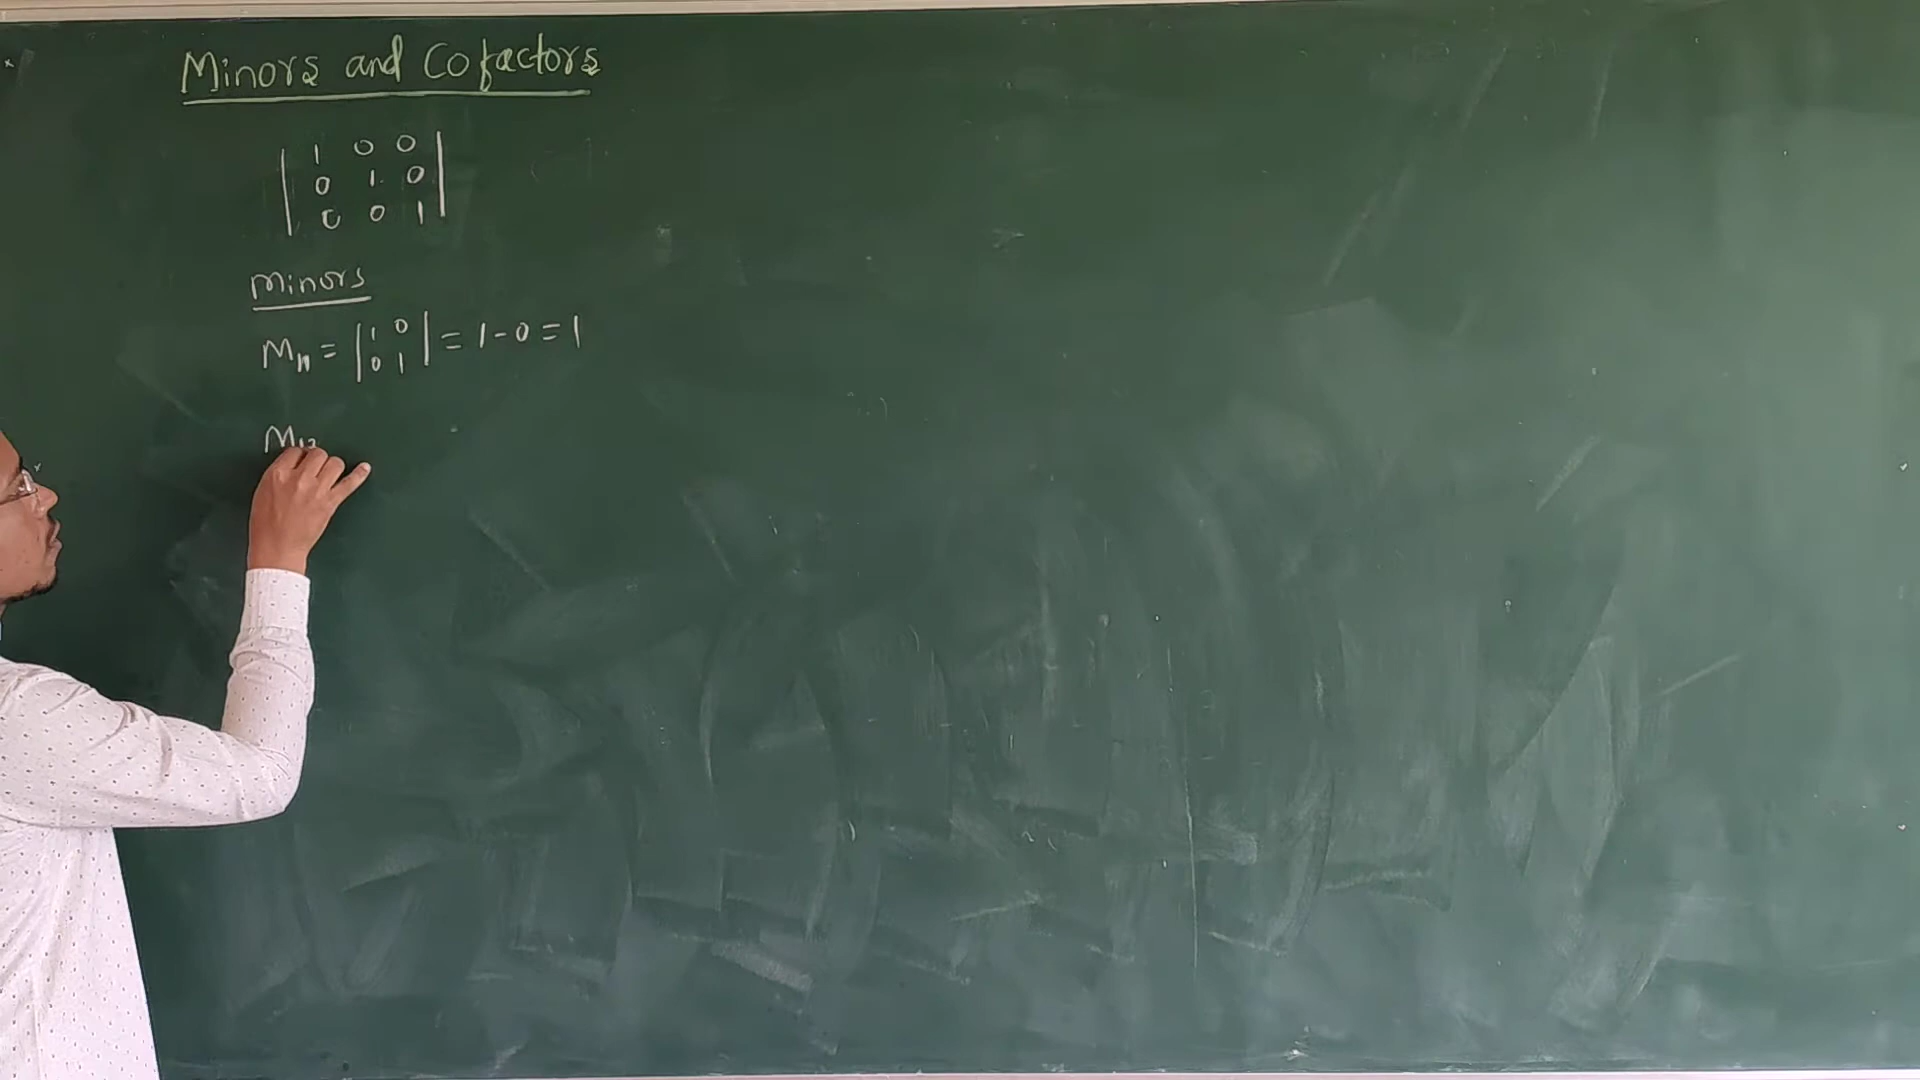 Minors and Cofactors
| 1 0 0 |
| 0 1 0 |
| 0 0 1 |
Minors
M₁₁ = | 1 0 | = 1 - 0 = 1
| 0 1 |
M₁₂